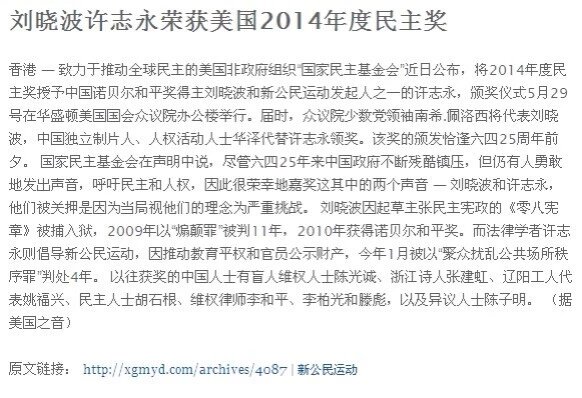 刘晓波许志永荣获美国2014年度民主奖
香港 — 致力于推动全球民主的美国非政府组织“国家民主基金会”近日公布，将2014年度民
主奖授予中国诺贝尔和平奖得主刘晓波和新公民运动发起人之一的许志永，颁奖仪式5月29
号在华盛顿美国国会众议院办公楼举行。届时，众议院少数党领袖南希.佩洛西将代表刘晓
波，中国独立制片人、人权活动人士华泽代替许志永领奖。该奖的颁发恰逢六四25周年前
夕。 国家民主基金会在声明中说，尽管六四25年来中国政府不断残酷镇压，但仍有人勇敢
地发出声音，呼吁民主和人权，因此很荣幸地嘉奖这其中的两个声音 — 刘晓波和许志永，
他们被关押是因为当局视他们的理念为严重挑战。 刘晓波因起草主张民主宪政的《零八宪
章》被捕入狱，2009年以“煽颠罪”被判11年，2010年获得诺贝尔和平奖。而法律学者许志
永则倡导新公民运动，因推动教育平权和官员公示财产，今年1月被以“聚众扰乱公共场所秩
序罪”判处4年。 以往获奖的中国人士有盲人维权人士陈光诚、浙江诗人张建虹、辽阳工人代
表姚福兴、民主人士胡石根、维权律师李和平、李柏光和滕彪，以及异议人士陈子明。 （据
美国之音）
原文链接： http://xgmyd.com/archives/4087 | 新公民运动